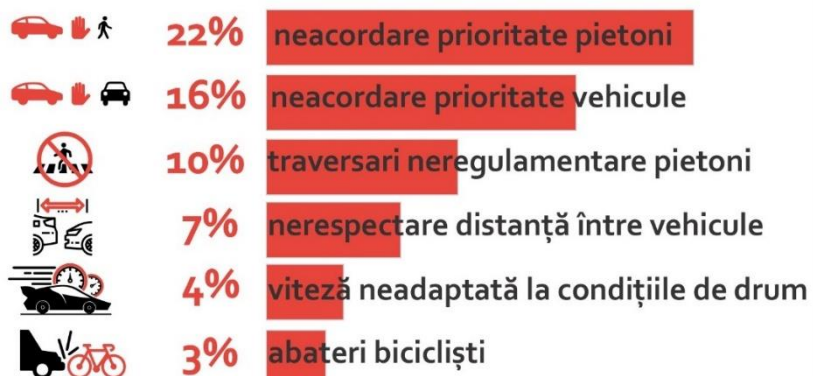 22% neacordare prioritate pietoni
16% neacordare prioritate vehicule
10% traversari neregulamentare pietoni
7% nerespectare distanță între vehicule
4% viteză neadaptată la condițiile de drum
3% abateri bicicliști